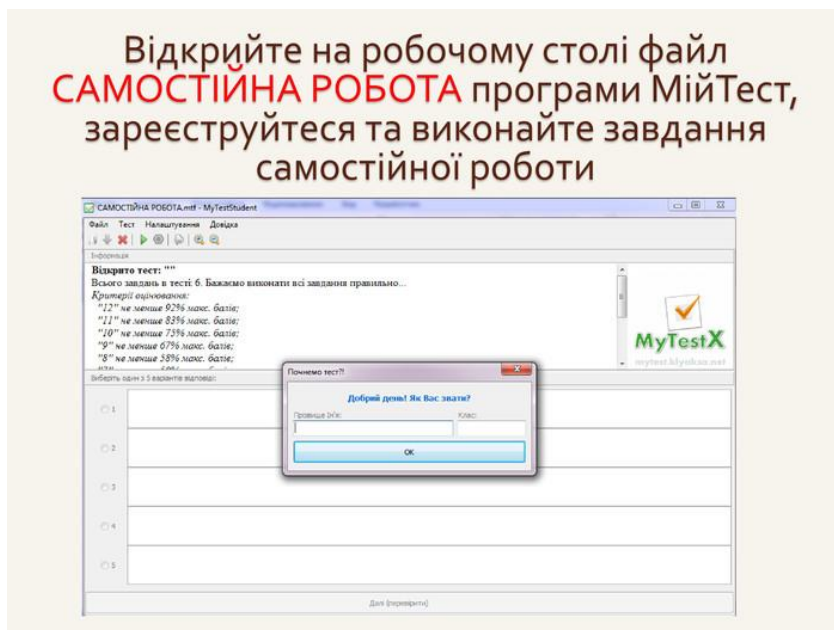 Відкрийте на робочому столі файл
САМОСТІЙНА РОБОТА програми МійТест,
зареєструйтеся та виконайте завдання
самостійної роботи
САМОСТІЙНА РОБОТА.mtf - MyTestStudent
Файл Тест Налаштування Довідка
Інформація
Відкрито тест: ""
Всього завдань в тесті: 6. Бажаємо виконати всі завдання правильно...
Критерії оцінювання:
"12" не менше 92% макс. балів;
"11" не менше 83% макс. балів;
"10" не менше 75% макс. балів;
"9" не менше 67% макс. балів;
"8" не менше 58% макс. балів;
MyTestX
mytest.klyaksa.net
Виберіть один з 5 варіантів відповіді:
Почнемо тест?!
Добрий день! Як Вас звати?
Прізвище Ім'я:
Клас:
OK
1
2
3
4
5
Далі (перевірити)